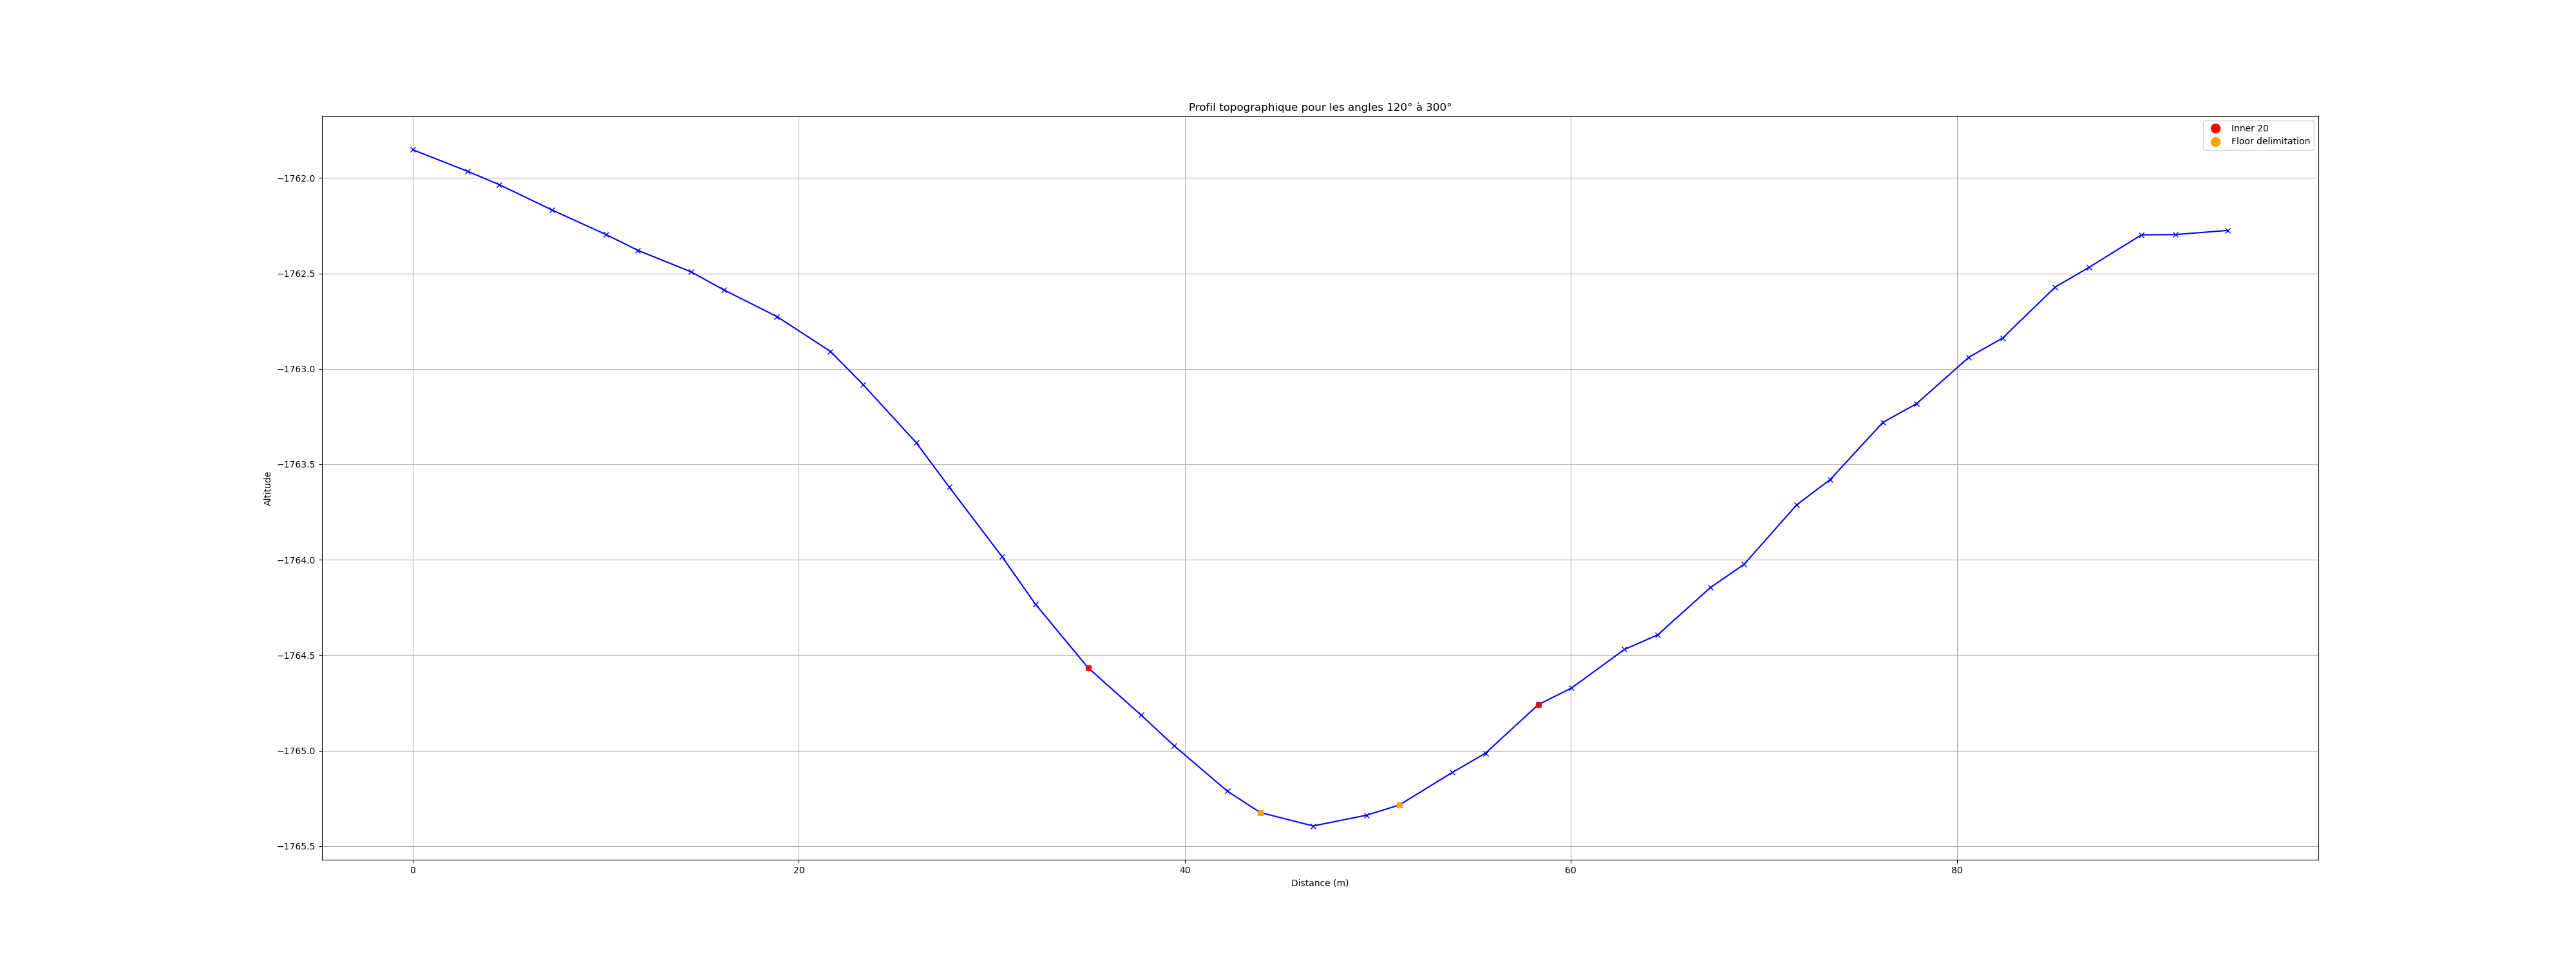 Profil topographique pour les angles 120° à 300°
Inner 20
Floor delimitation
Altitude
−1762.0
−1762.5
−1763.0
−1763.5
−1764.0
−1764.5
−1765.0
−1765.5
0 20 40 60 80
Distance (m)